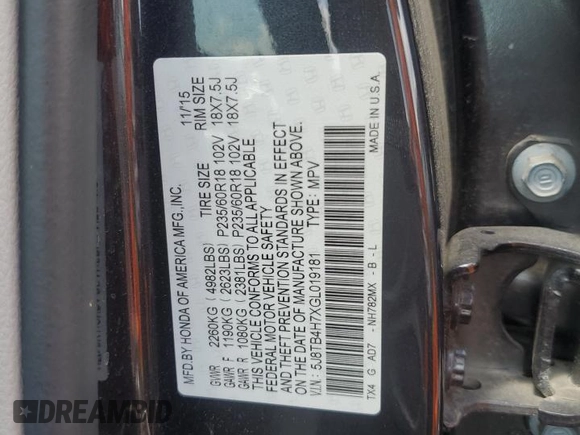 MFD.BY HONDA OF AMERICA MFG.,INC. 11/15
TIRE SIZE RIM SIZE
GVWR 2260KG (4982LBS)
GAWR F 1190KG (2623LBS) P235/60R18 102V 18X7.5J
GAWR R 1080KG (2381LBS) P235/60R18 102V 18X7.5J
THIS VEHICLE CONFORMS TO ALL APPLICABLE
FEDERAL MOTOR VEHICLE SAFETY
AND THEFT PREVENTION STANDARDS IN EFFECT
ON THE DATE OF MANUFACTURE SHOWN ABOVE.
V.I.N.: 5J8TB4H7XGL019181 TYPE: MPV
TX4 G AD7 NH782MX - B - L MADE IN U.S.A.
DREAMBID